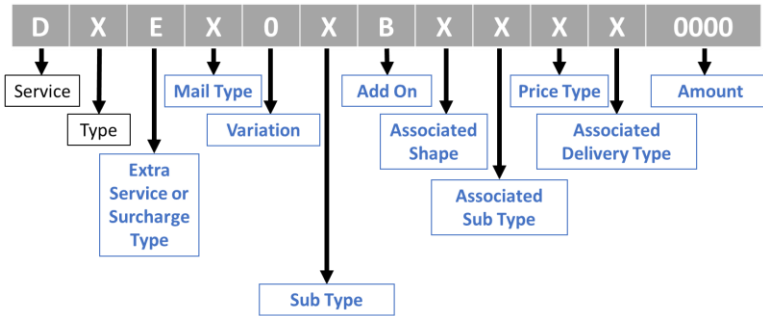 D X E X 0 X B X X X X 0000
Service
Mail Type
Add On
Price Type
Amount
Type
Variation
Associated
Shape
Associated
Delivery Type
Extra
Service or
Surcharge
Type
Associated
Sub Type
Sub Type